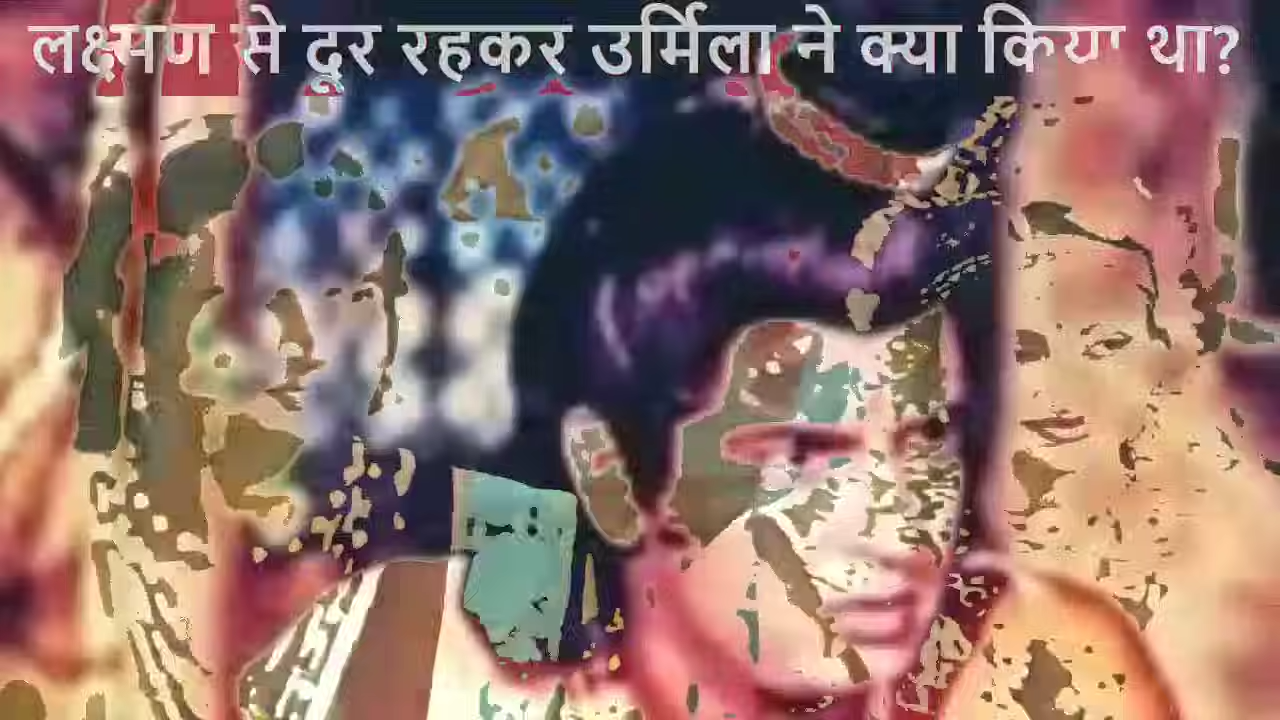 लक्ष्मण से दूर रहकर उर्मिला ने क्या किया था?